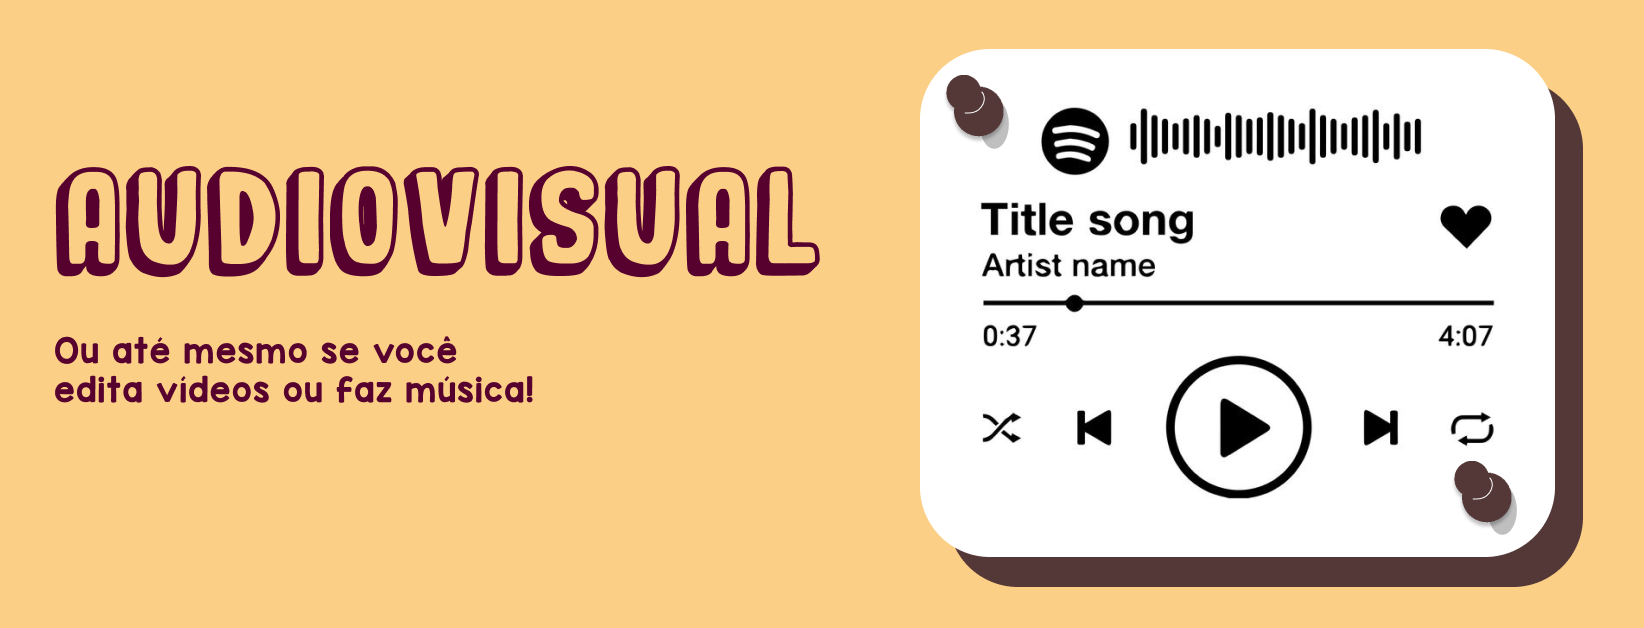 AUDIOVISUAL
Ou até mesmo se você
edita vídeos ou faz música!
Title song
Artist name
0:37 4:07